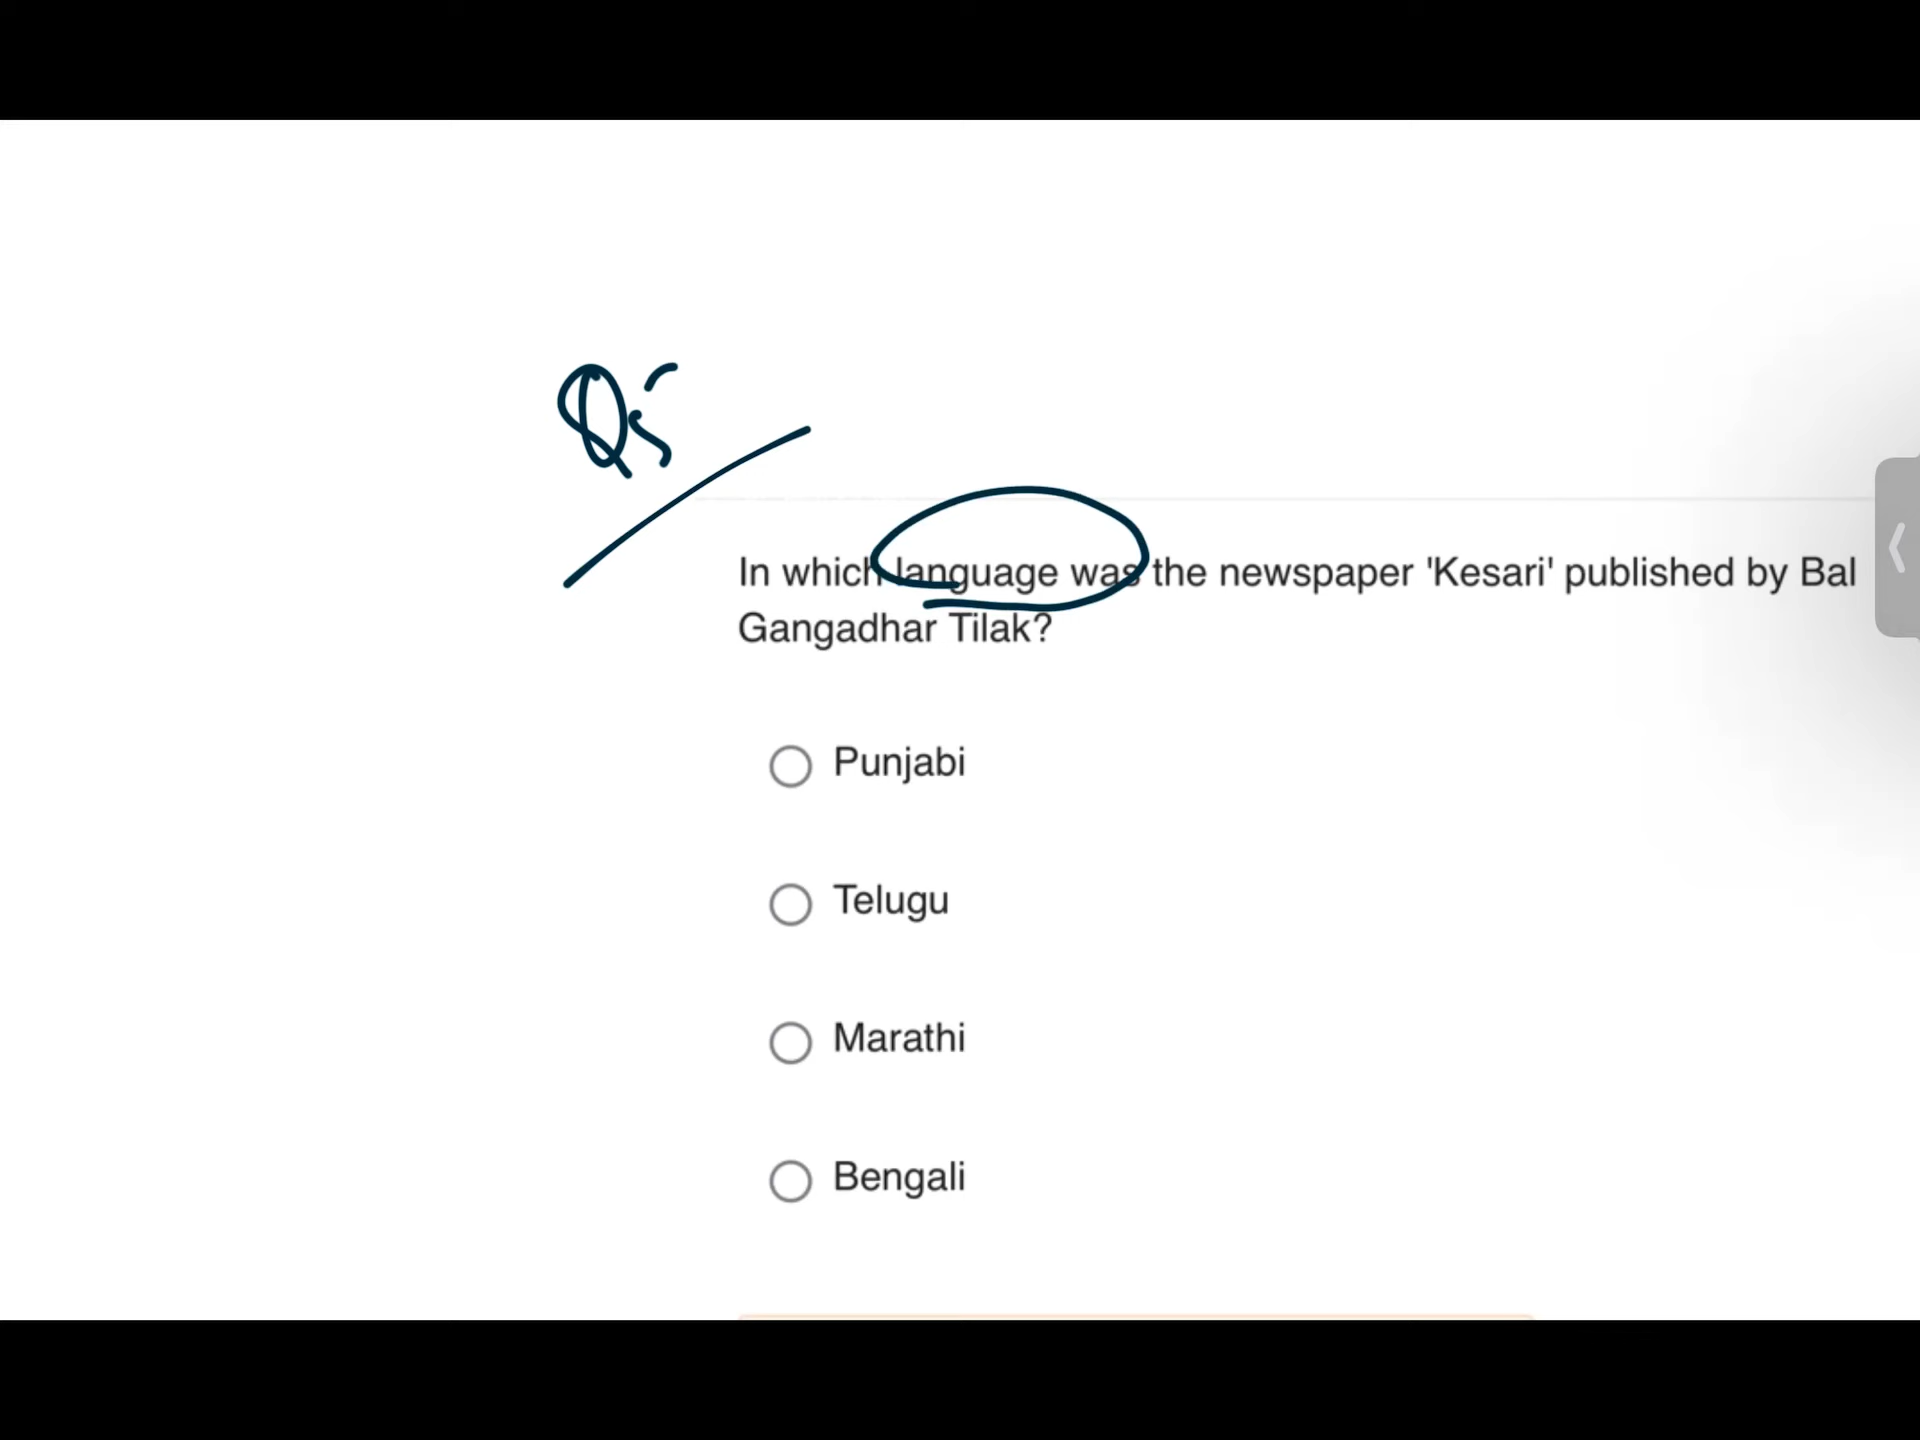 Q5
In which language was the newspaper 'Kesari' published by Bal
Gangadhar Tilak?
Punjabi
Telugu
Marathi
Bengali